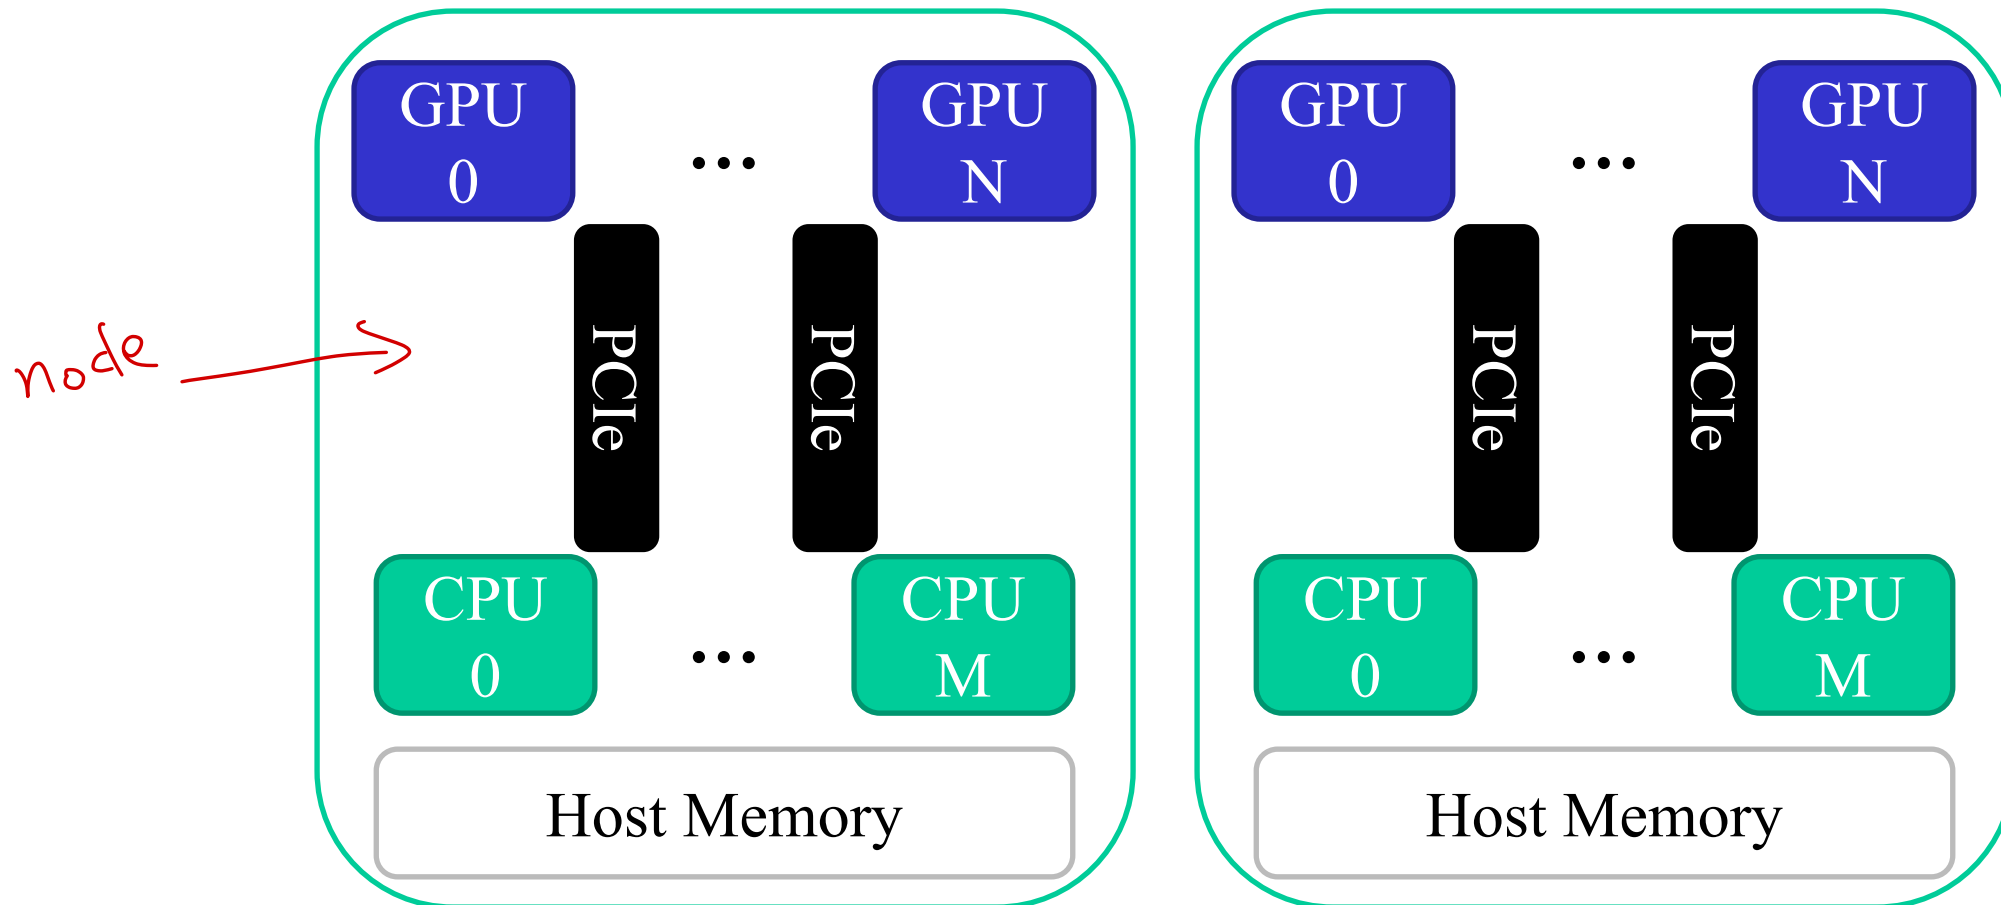 GPU
0
...
GPU
N
GPU
0
...
GPU
N
node
PCIe
PCIe
PCIe
PCIe
CPU
0
...
CPU
M
CPU
0
...
CPU
M
Host Memory
Host Memory